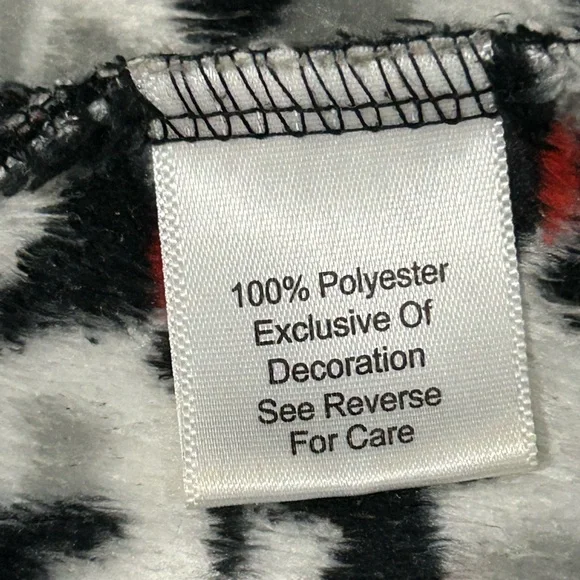 100% Polyester
Exclusive Of
Decoration
See Reverse
For Care